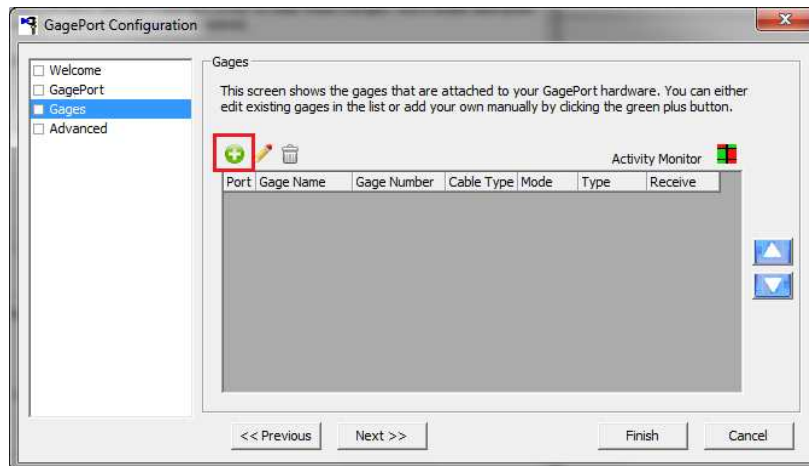 GagePort Configuration
Welcome
GagePort
Gages
Advanced
Gages
This screen shows the gages that are attached to your GagePort hardware. You can either
edit existing gages in the list or add your own manually by clicking the green plus button.
Activity Monitor
Port Gage Name Gage Number Cable Type Mode Type Receive
<< Previous Next >> Finish Cancel